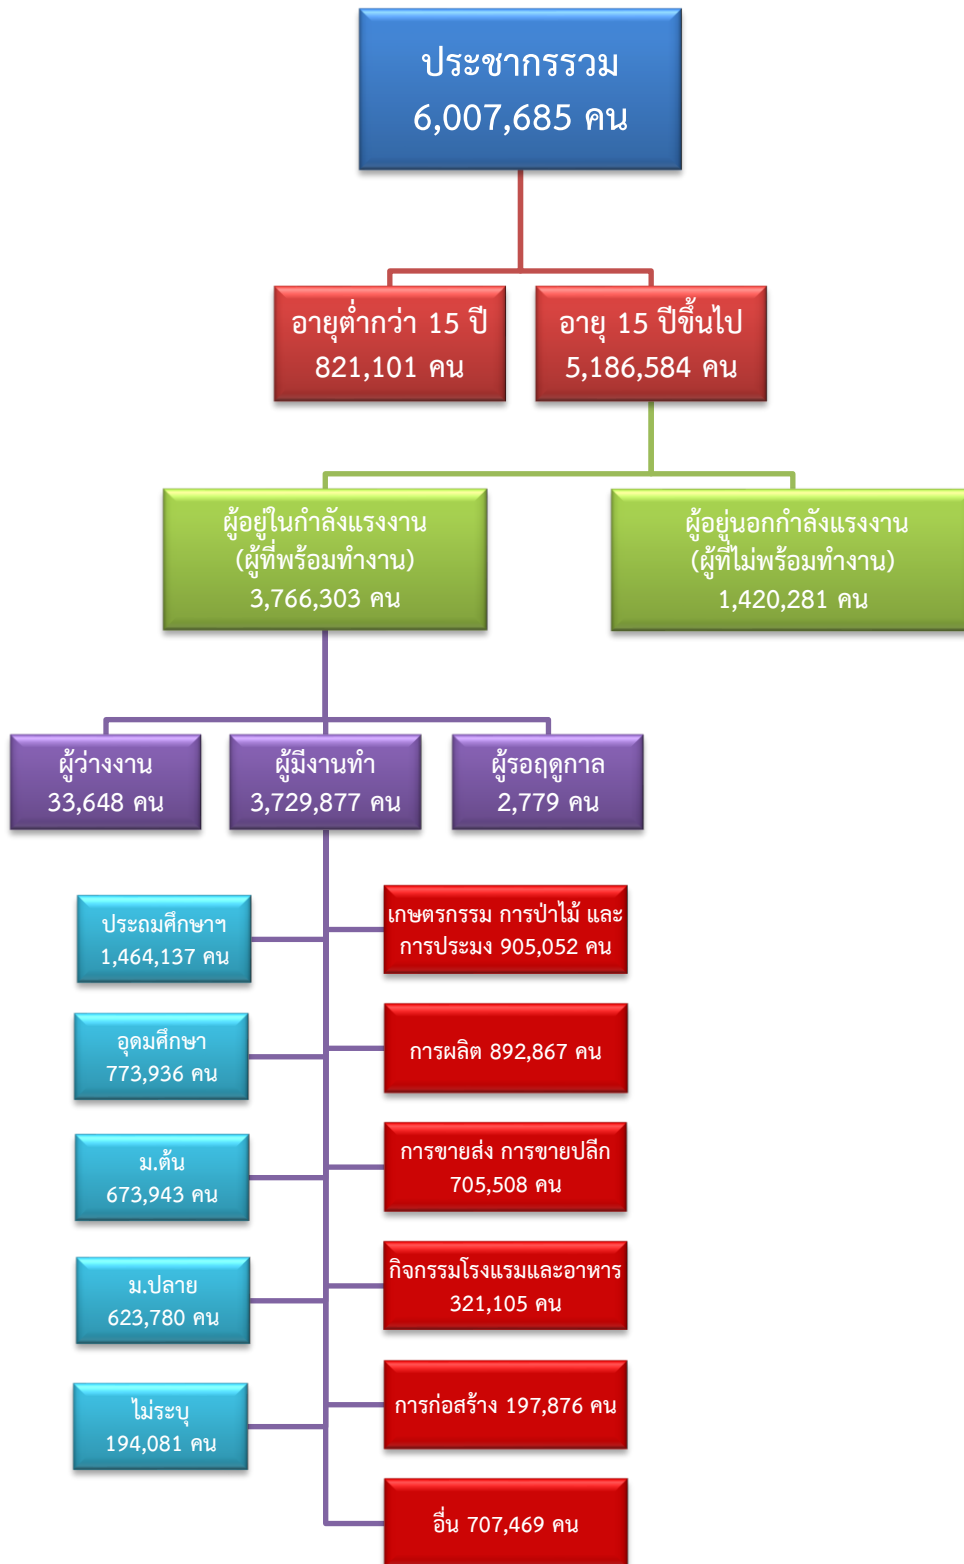 ประชากรรวม
6,007,685 คน
อายุต่ำกว่า 15 ปี
821,101 คน
อายุ 15 ปีขึ้นไป
5,186,584 คน
ผู้อยู่ในกำลังแรงงาน
(ผู้ที่พร้อมทำงาน)
3,766,303 คน
ผู้อยู่นอกกำลังแรงงาน
(ผู้ที่ไม่พร้อมทำงาน)
1,420,281 คน
ผู้ว่างงาน
33,648 คน
ผู้มีงานทำ
3,729,877 คน
ผู้รอฤดูกาล
2,779 คน
ประถมศึกษาฯ
1,464,137 คน
อุดมศึกษา
773,936 คน
ม.ต้น
673,943 คน
ม.ปลาย
623,780 คน
ไม่ระบุ
194,081 คน
เกษตรกรรม การป่าไม้ และ
การประมง 905,052 คน
การผลิต 892,867 คน
การขายส่ง การขายปลีก
705,508 คน
กิจกรรมโรงแรมและอาหาร
321,105 คน
การก่อสร้าง 197,876 คน
อื่น 707,469 คน